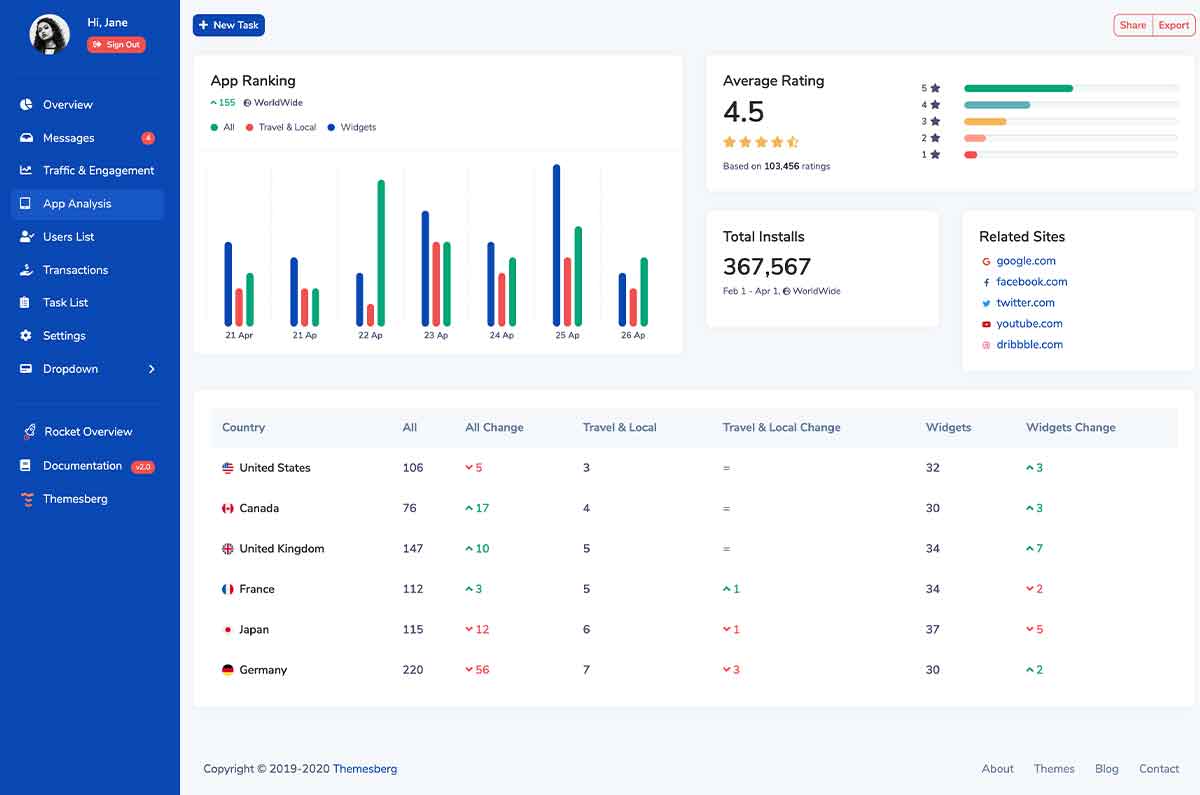 Hi, Jane
Sign Out
Overview
Messages 4
Traffic & Engagement
App Analysis
Users List
Transactions
Task List
Settings
Dropdown
Rocket Overview
Documentation v2.0
Themesberg
+ New Task
Share Export
App Ranking
155 WorldWide
All Travel & Local Widgets
21 Apr 21 Ap 22 Ap 23 Ap 24 Ap 25 Ap 26 Ap
Average Rating
4.5
Based on 103,456 ratings
5
4
3
2
1
Total Installs
367,567
Feb 1 - Apr 1, WorldWide
Related Sites
google.com
facebook.com
twitter.com
youtube.com
dribbble.com
Country All All Change Travel & Local Travel & Local Change Widgets Widgets Change
United States 106 5 3 = 32 3
Canada 76 17 4 = 30 3
United Kingdom 147 10 5 = 34 7
France 112 3 5 1 34 2
Japan 115 12 6 1 37 5
Germany 220 56 7 3 30 2
Copyright © 2019-2020 Themesberg
About Themes Blog Contact